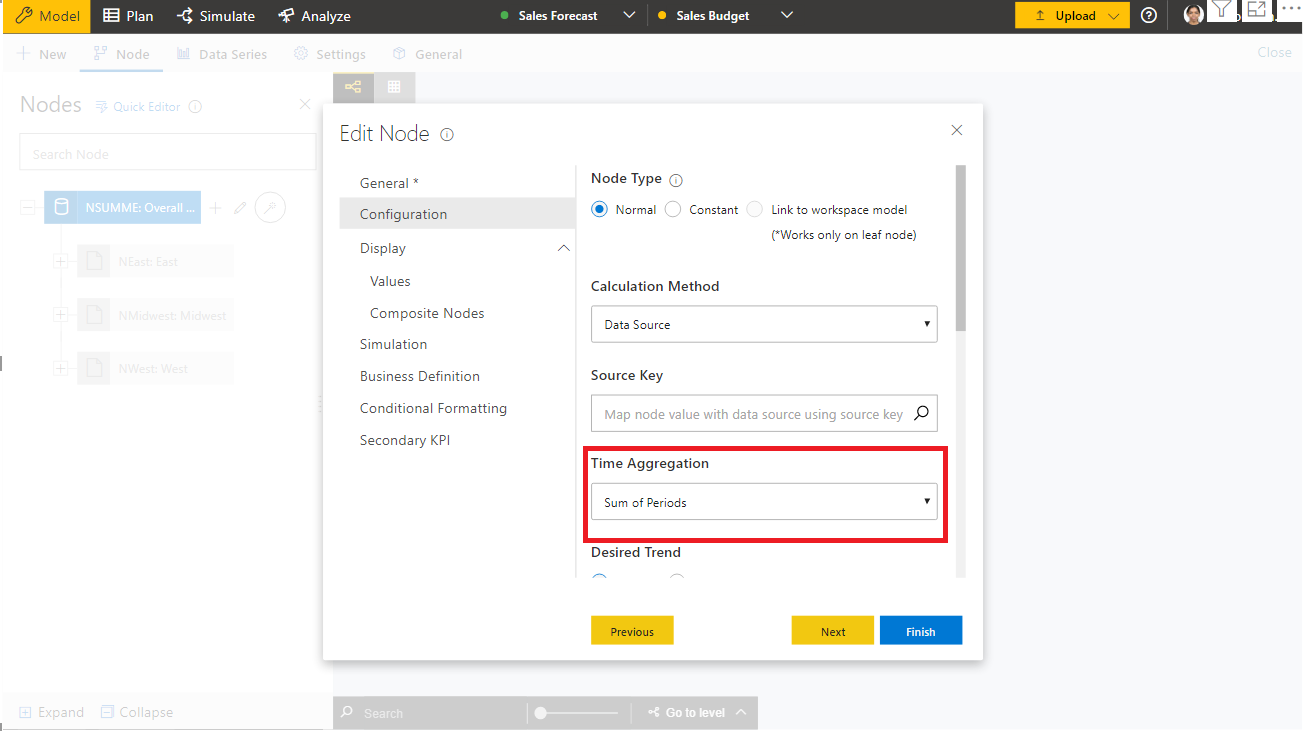 Model Plan Simulate Analyze Sales Forecast Sales Budget Upload
New Node Data Series Settings General Close
Nodes Quick Editor
Search Node
NSUMME: Overall ...
NEast: East
NMidwest: Midwest
NWest: West
Edit Node
General *
Configuration
Display
Values
Composite Nodes
Simulation
Business Definition
Conditional Formatting
Secondary KPI
Node Type
Normal Constant Link to workspace model
(*Works only on leaf node)
Calculation Method
Data Source
Source Key
Map node value with data source using source key
Time Aggregation
Sum of Periods
Desired Trend
Previous Next Finish
Expand Collapse Search Go to level